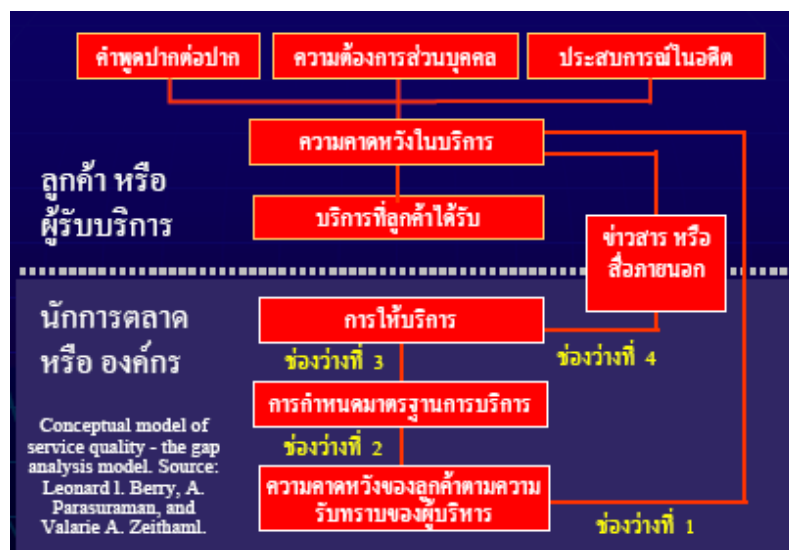 คำพูดปากต่อปาก
ความต้องการส่วนบุคคล
ประสบการณ์ในอดีต
ความคาดหวังในบริการ
ลูกค้า หรือ
ผู้รับบริการ
บริการที่ลูกค้าได้รับ
ข่าวสาร หรือ
สื่อภายนอก
นักการตลาด
หรือ องค์กร
การให้บริการ
ช่องว่างที่ 3
ช่องว่างที่ 4
การกำหนดมาตรฐานการบริการ
ช่องว่างที่ 2
Conceptual model of
service quality - the gap
analysis model. Source:
Leonard l. Berry, A.
Parasuraman, and
Valarie A. Zeithaml.
ความคาดหวังของลูกค้าตามความ
รับทราบของผู้บริหาร
ช่องว่างที่ 1